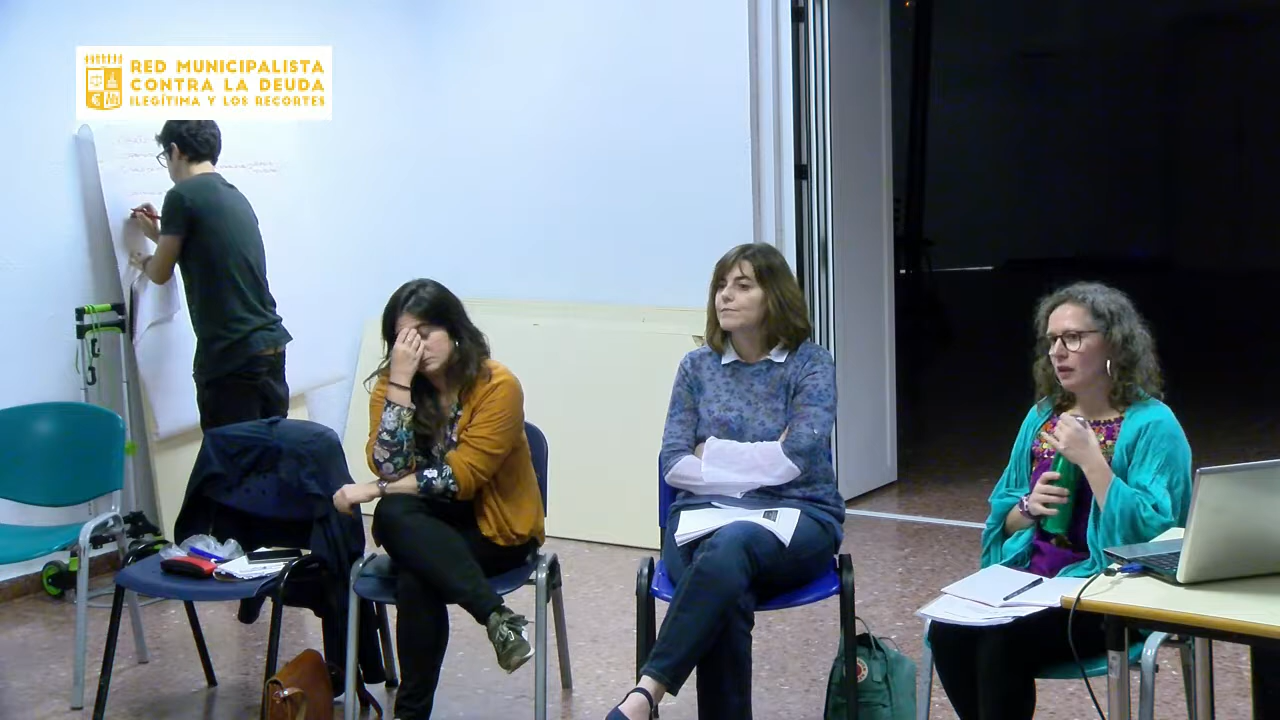 RED MUNICIPALISTA
CONTRA LA DEUDA
ILEGÍTIMA Y LOS RECORTES